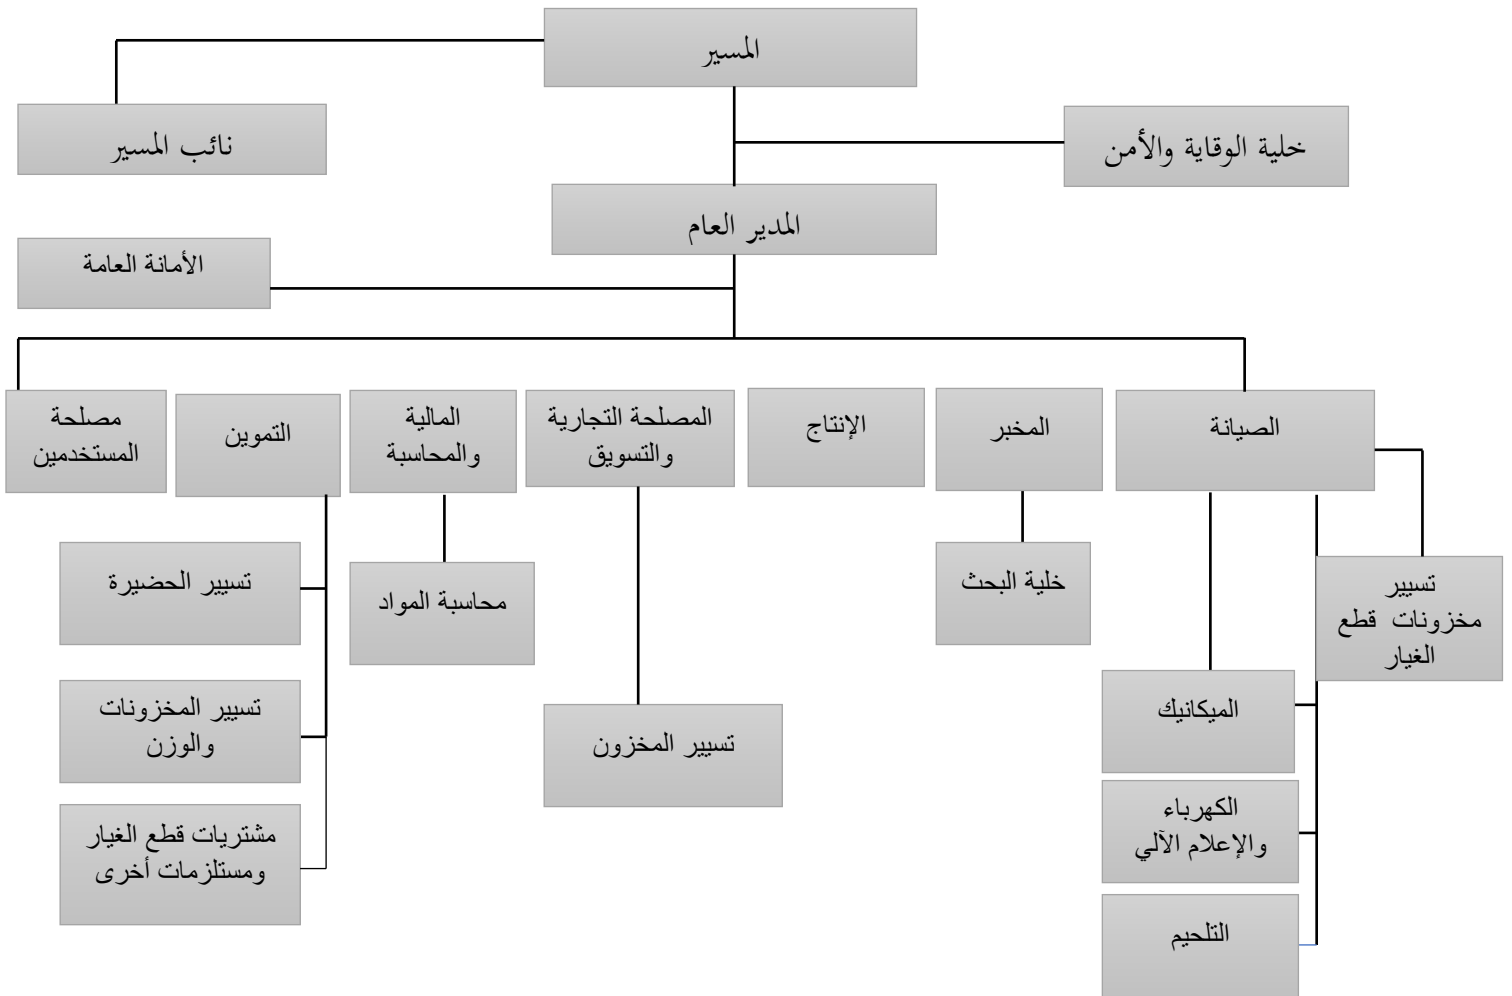 المسير
نائب المسير
خلية الوقاية والأمن
المدير العام
الأمانة العامة
الصيانة
المخبر
الإنتاج
المصلحة التجارية
والتسويق
المالية
والمحاسبة
التموين
مصلحة
المستخدمين
تسيير
مخزونات قطع
الغيار
الميكانيك
الكهرباء
والإعلام الآلي
التلحيم
خلية البحث
تسيير المخزون
محاسبة المواد
تسيير الحضيرة
تسيير المخزونات
والوزن
مشتريات قطع الغيار
ومستلزمات أخرى